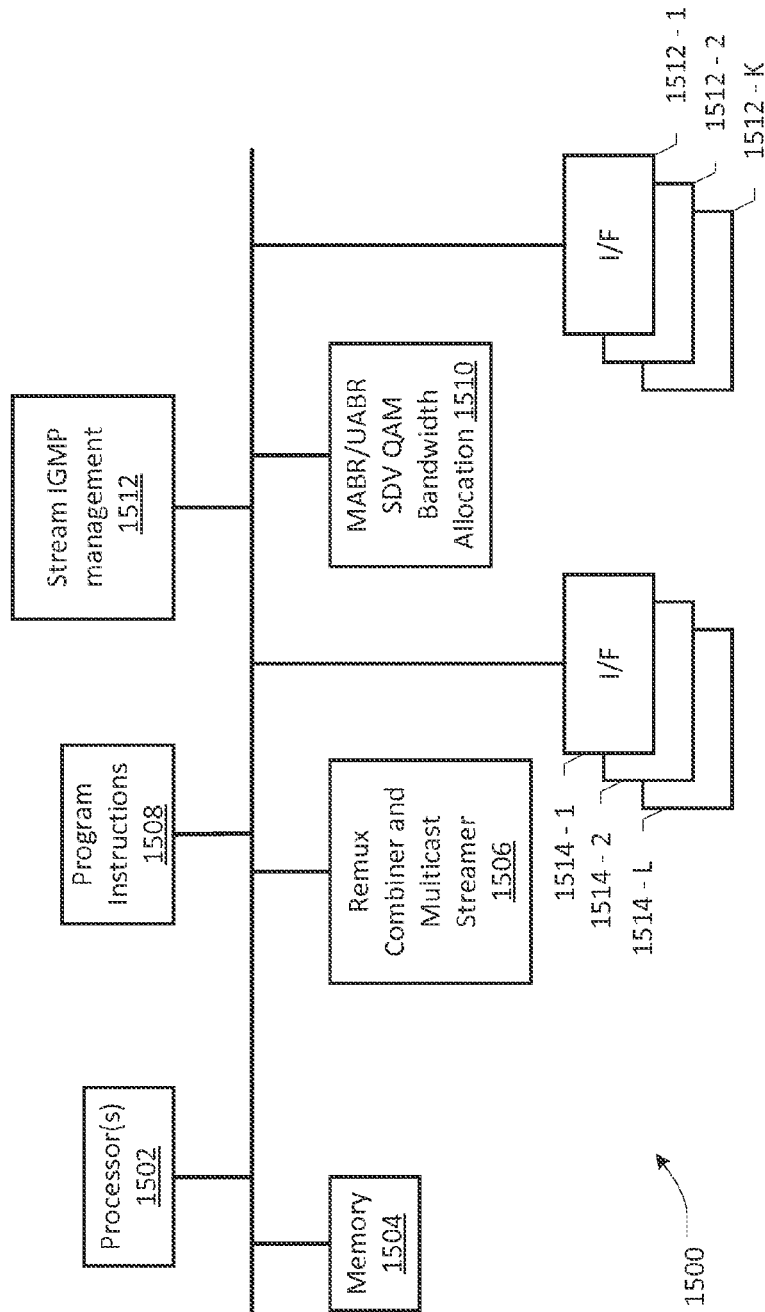 Processor(s)
1502
Program
Instructions
1508
Stream IGMP
management
1512
Memory
1504
Remux
Combiner and
Multicast
Streamer
1506
MABR/UABR
SDV QAM
Bandwidth
Allocation 1510
I/F
1514 - 1
1514 - 2
1514 - L
I/F
1512 - 1
1512 - 2
1512 - K
1500